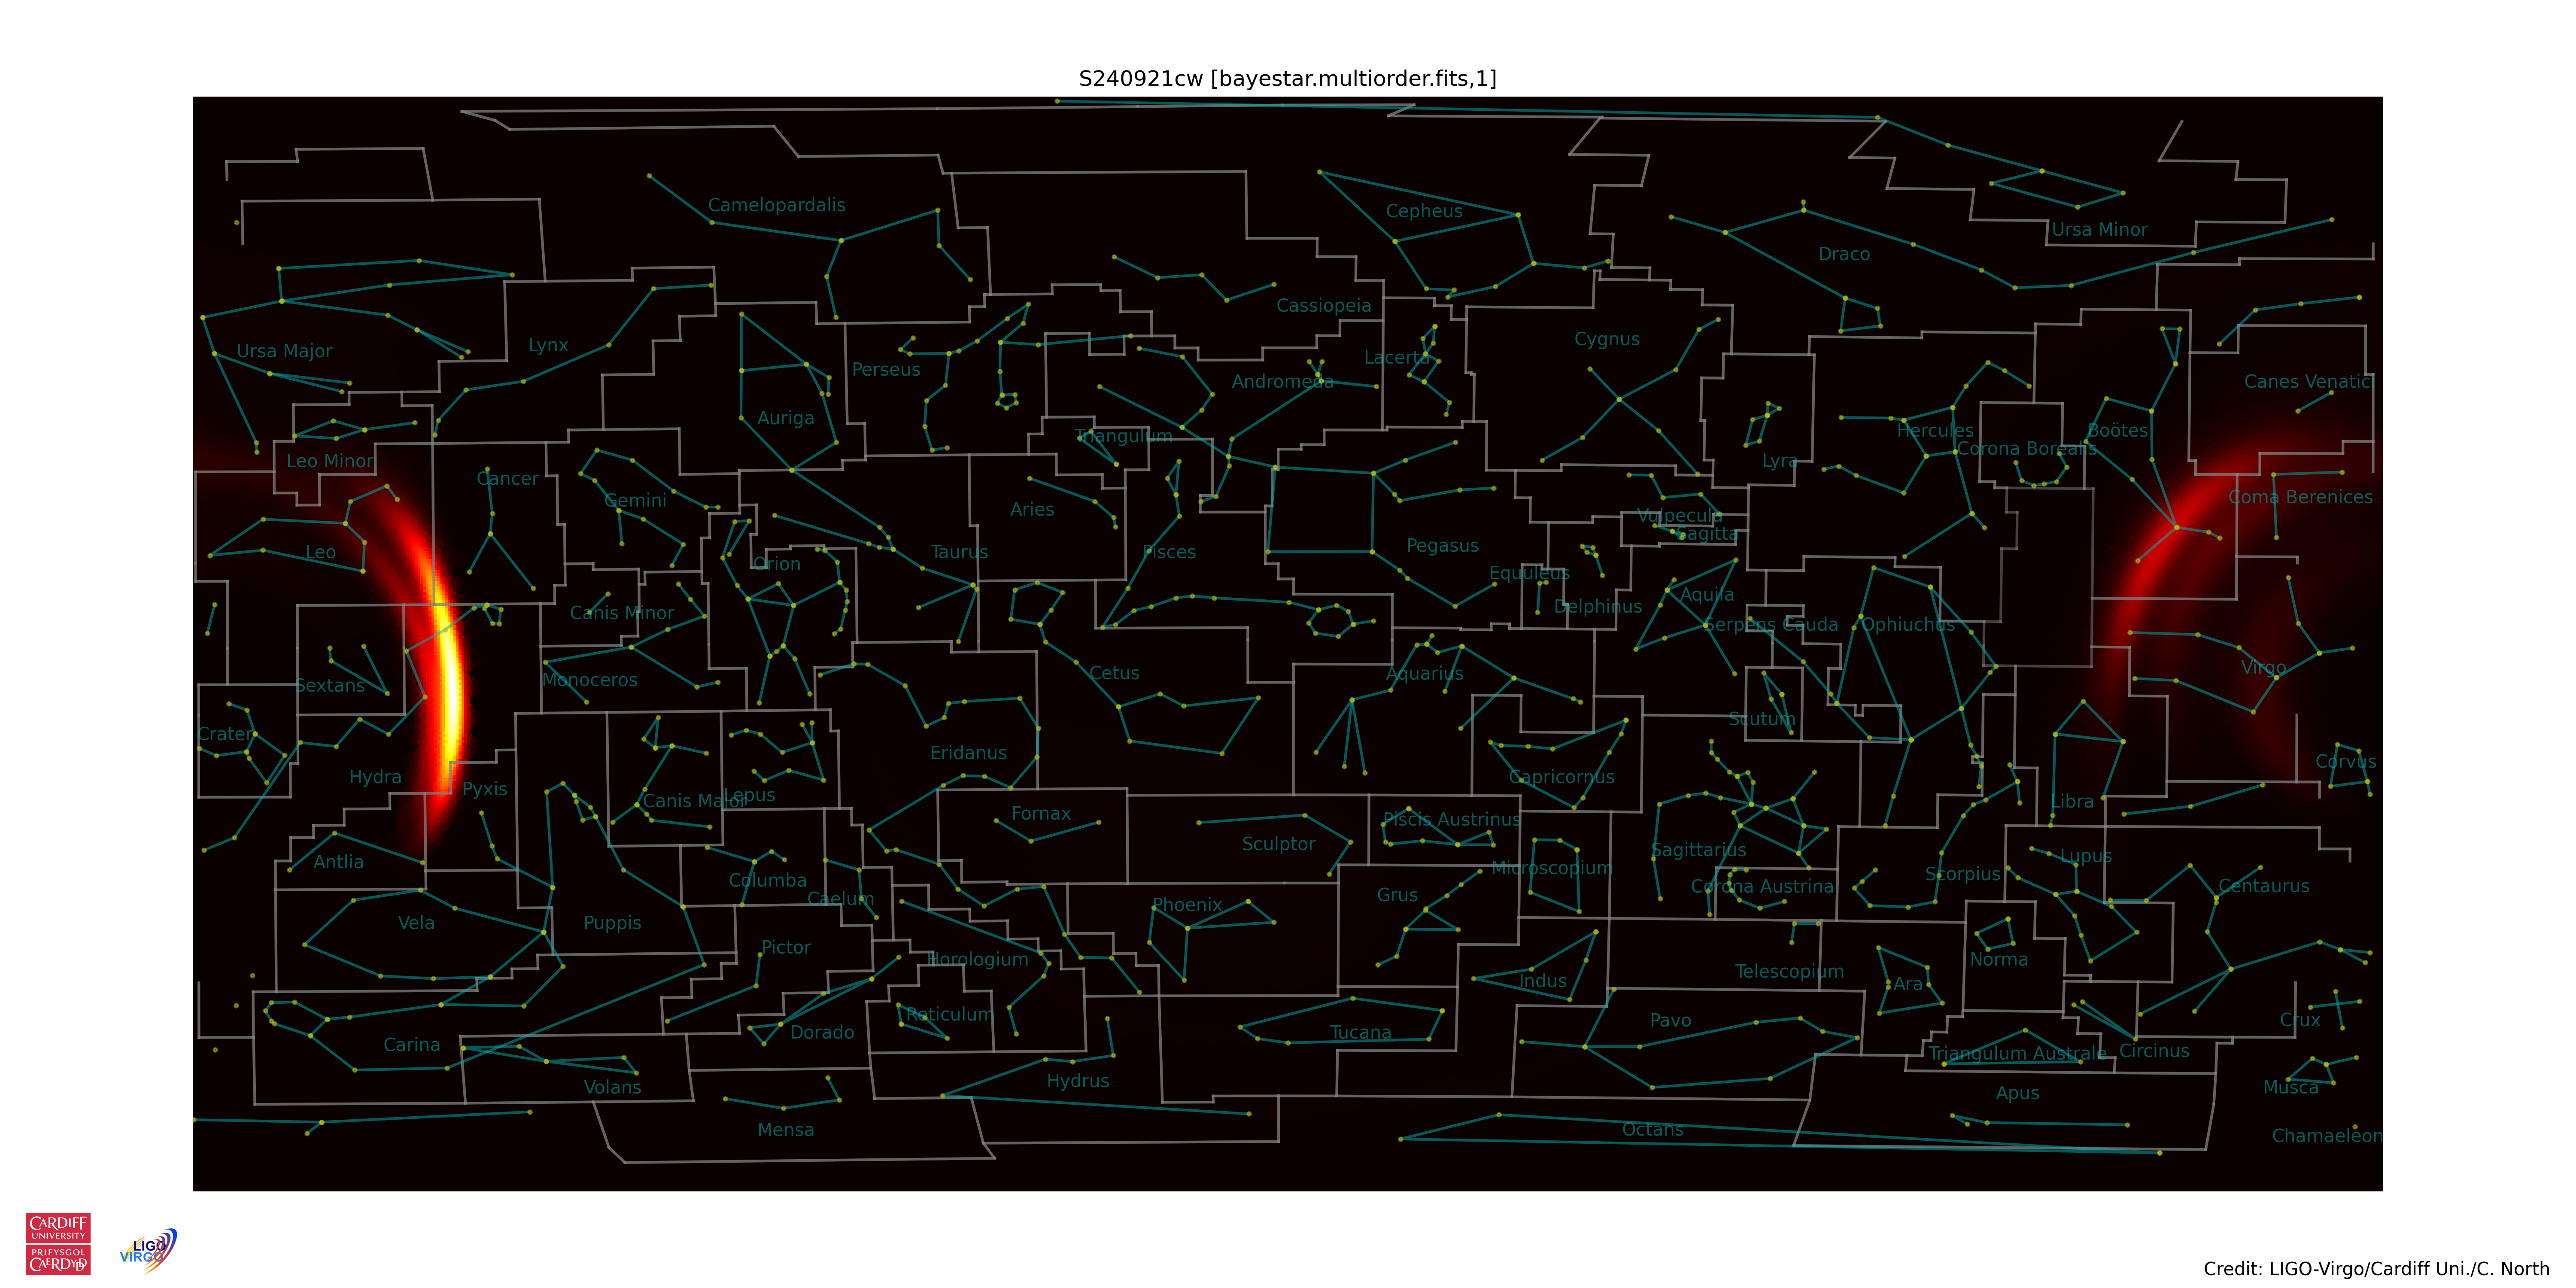 S240921cw [bayestar.multiorder.fits,1]
Camelopardalis
Cepheus
Ursa Minor
Draco
Cassiopeia
Ursa Major
Lynx
Cygnus
Perseus
Lacerta
Andromeda
Canes Venatici
Auriga
Triangulum
Hercules
Boötes
Corona Borealis
Leo Minor
Lyra
Cancer
Gemini
Coma Berenices
Aries
Vulpecula
Sagitta
Leo
Taurus
Pisces
Pegasus
Orion
Equuleus
Aquila
Delphinus
Canis Minor
Serpens Cauda
Ophiuchus
Virgo
Cetus
Aquarius
Sextans
Monoceros
Scutum
Crater
Eridanus
Corvus
Hydra
Capricornus
Pyxis
Lepus
Canis Major
Libra
Fornax
Piscis Austrinus
Sculptor
Sagittarius
Lupus
Antlia
Microscopium
Scorpius
Columba
Corona Austrina
Centaurus
Grus
Caelum
Phoenix
Vela
Puppis
Pictor
Horologium
Norma
Telescopium
Indus
Ara
Reticulum
Pavo
Crux
Dorado
Tucana
Carina
Triangulum Australe
Circinus
Hydrus
Volans
Musca
Apus
Mensa
Octans
Chamaeleon
CARDIFF
UNIVERSITY
PRIFYSGOL
CAERDYDD
LIGO
VIRGO
Credit: LIGO-Virgo/Cardiff Uni./C. North